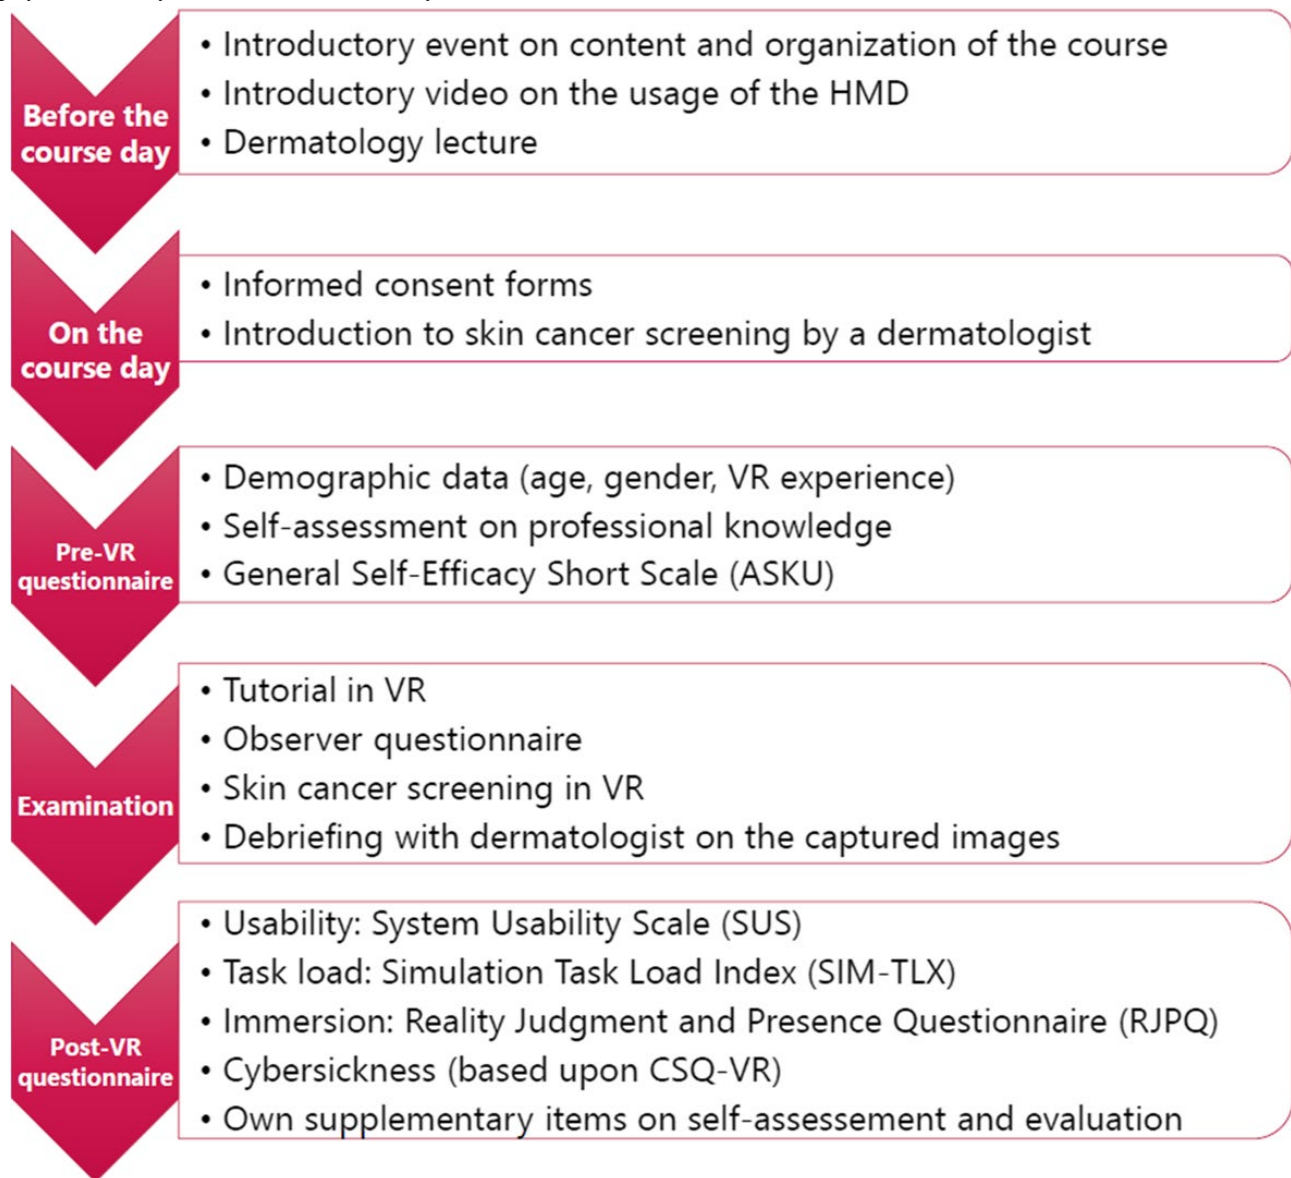 Before the
course day
• Introductory event on content and organization of the course
• Introductory video on the usage of the HMD
• Dermatology lecture
On the
course day
• Informed consent forms
• Introduction to skin cancer screening by a dermatologist
Pre-VR
questionnaire
• Demographic data (age, gender, VR experience)
• Self-assessment on professional knowledge
• General Self-Efficacy Short Scale (ASKU)
Examination
• Tutorial in VR
• Observer questionnaire
• Skin cancer screening in VR
• Debriefing with dermatologist on the captured images
Post-VR
questionnaire
• Usability: System Usability Scale (SUS)
• Task load: Simulation Task Load Index (SIM-TLX)
• Immersion: Reality Judgment and Presence Questionnaire (RJPQ)
• Cybersickness (based upon CSQ-VR)
• Own supplementary items on self-assessement and evaluation